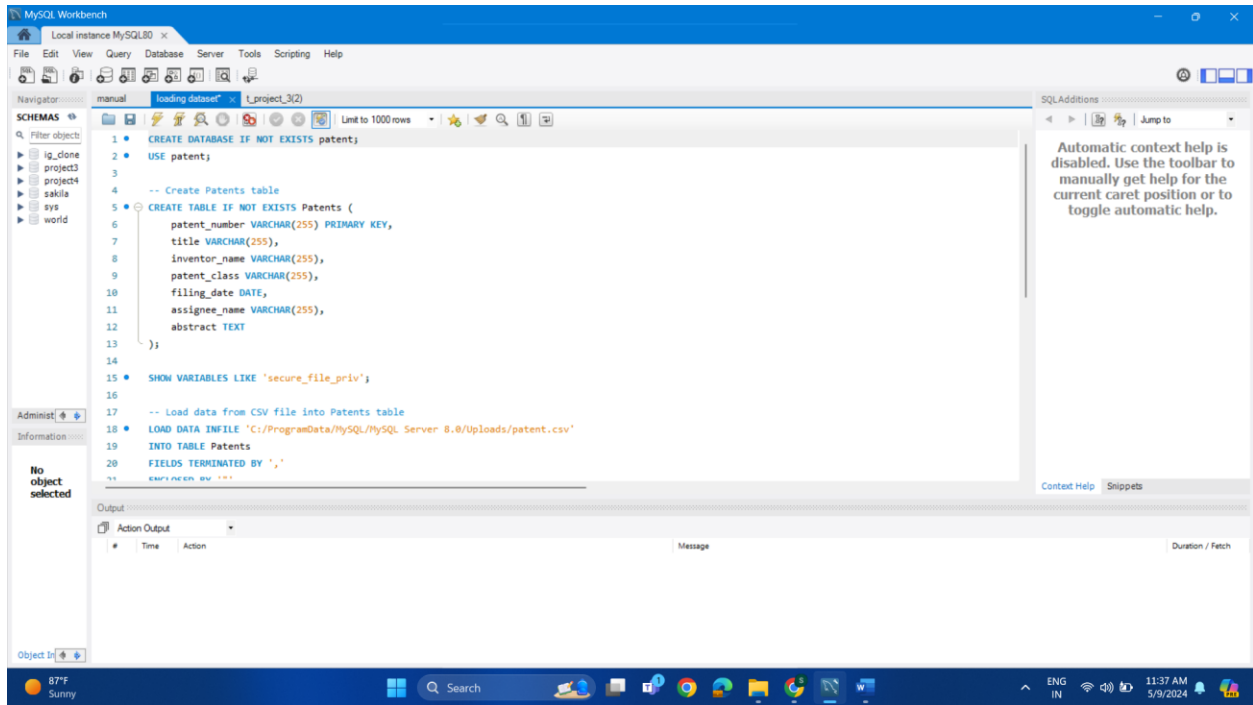 MySQL Workbench
Local instance MySQL80 ×
File Edit View Query Database Server Tools Scripting Help
Navigator
SCHEMAS
Filter objects
ig_clone
project3
project4
sakila
sys
world
Administ
Information
No
object
selected
Object In
manual loading dataset* × t_project_3(2)
Limit to 1000 rows
1 CREATE DATABASE IF NOT EXISTS patent;
2 USE patent;
3
4 -- Create Patents table
5 CREATE TABLE IF NOT EXISTS Patents (
6 patent_number VARCHAR(255) PRIMARY KEY,
7 title VARCHAR(255),
8 inventor_name VARCHAR(255),
9 patent_class VARCHAR(255),
10 filing_date DATE,
11 assignee_name VARCHAR(255),
12 abstract TEXT
13 );
14
15 SHOW VARIABLES LIKE 'secure_file_priv';
16
17 -- Load data from CSV file into Patents table
18 LOAD DATA INFILE 'C:/ProgramData/MySQL/MySQL Server 8.0/Uploads/patent.csv'
19 INTO TABLE Patents
20 FIELDS TERMINATED BY ','
21 ENCLOSED BY '"'
SQLAdditions
Jump to
Automatic context help is
disabled. Use the toolbar to
manually get help for the
current caret position or to
toggle automatic help.
Context Help Snippets
Output
Action Output
# Time Action Message Duration / Fetch
87°F
Sunny
Search
ENG
IN
11:37 AM
5/9/2024